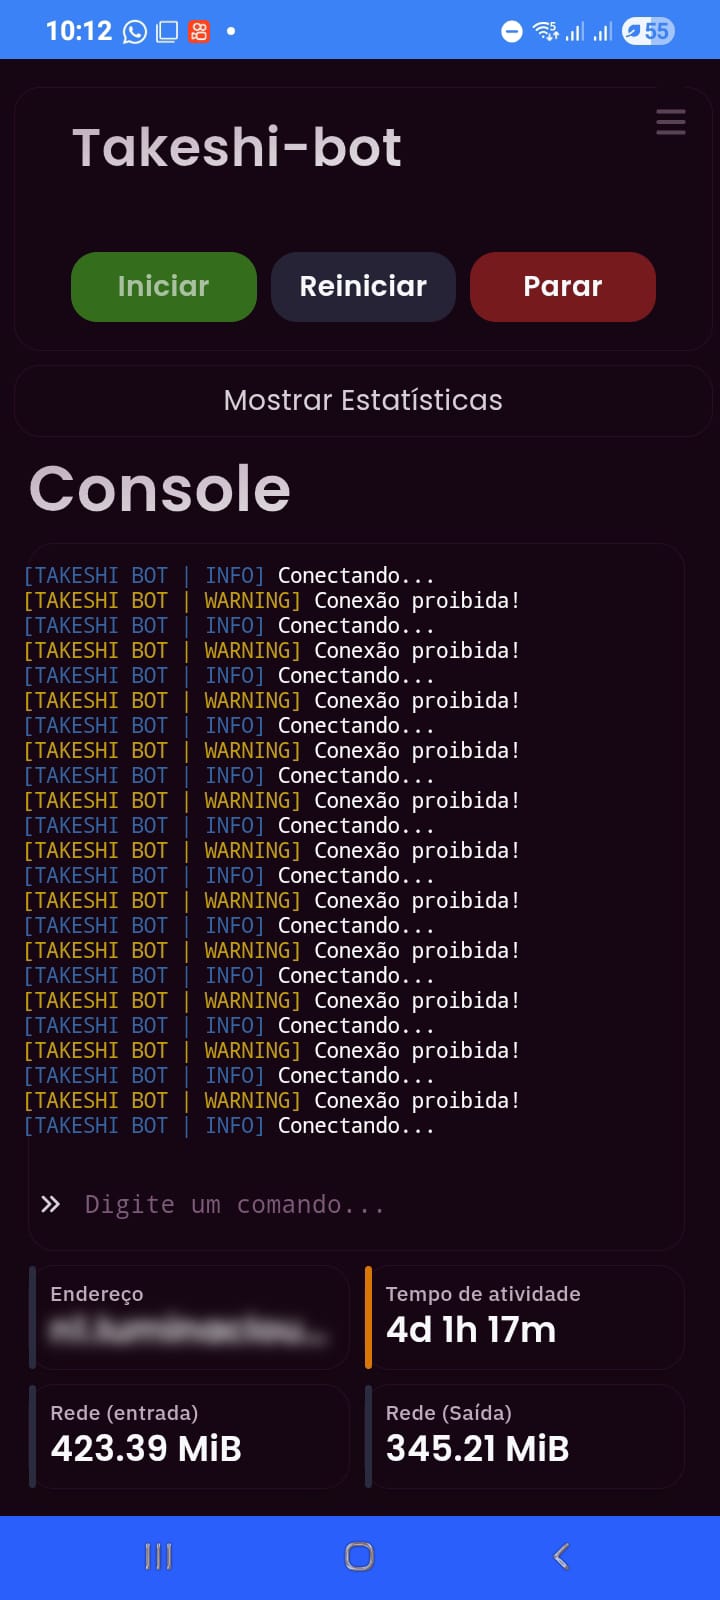 10:12
55
Takeshi-bot
Iniciar
Reiniciar
Parar
Mostrar Estatísticas
Console
[TAKESHI BOT | INFO] Conectando...
[TAKESHI BOT | WARNING] Conexão proibida!
[TAKESHI BOT | INFO] Conectando...
[TAKESHI BOT | WARNING] Conexão proibida!
[TAKESHI BOT | INFO] Conectando...
[TAKESHI BOT | WARNING] Conexão proibida!
[TAKESHI BOT | INFO] Conectando...
[TAKESHI BOT | WARNING] Conexão proibida!
[TAKESHI BOT | INFO] Conectando...
[TAKESHI BOT | WARNING] Conexão proibida!
[TAKESHI BOT | INFO] Conectando...
[TAKESHI BOT | WARNING] Conexão proibida!
[TAKESHI BOT | INFO] Conectando...
[TAKESHI BOT | WARNING] Conexão proibida!
[TAKESHI BOT | INFO] Conectando...
[TAKESHI BOT | WARNING] Conexão proibida!
[TAKESHI BOT | INFO] Conectando...
[TAKESHI BOT | WARNING] Conexão proibida!
[TAKESHI BOT | INFO] Conectando...
[TAKESHI BOT | WARNING] Conexão proibida!
[TAKESHI BOT | INFO] Conectando...
[TAKESHI BOT | WARNING] Conexão proibida!
[TAKESHI BOT | INFO] Conectando...
» Digite um comando...
Endereço
Tempo de atividade
4d 1h 17m
Rede (entrada)
423.39 MiB
Rede (Saída)
345.21 MiB